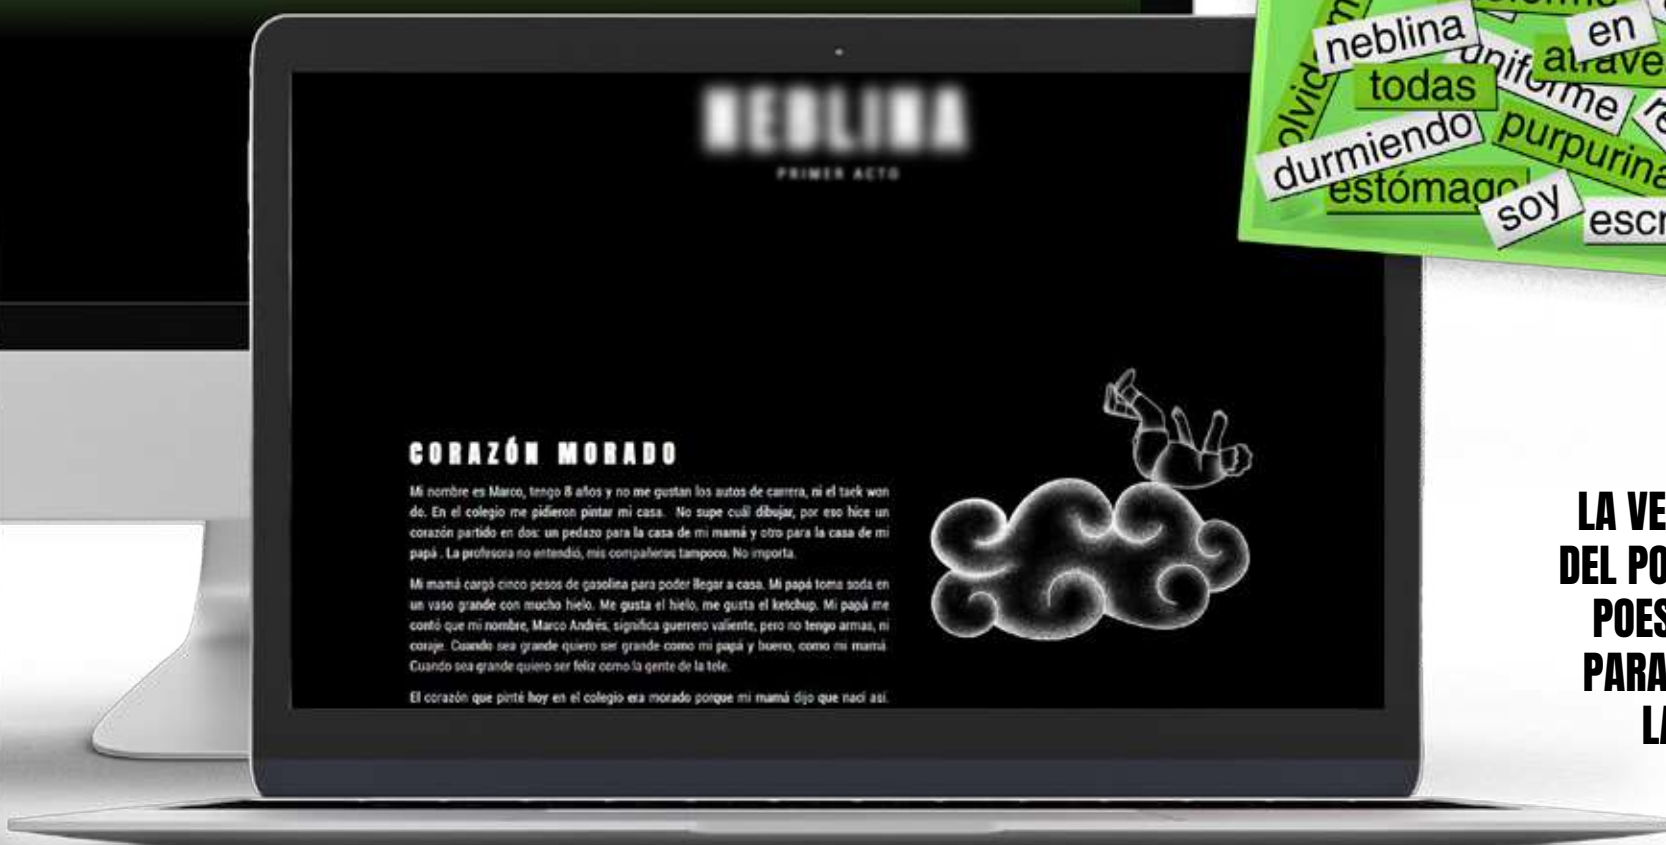 NEBLINA
PRIMER ACTO
CORAZÓN MORADO
Mi nombre es Marco, tengo 8 años y no me gustan los autos de carrera, ni el taek won
do. En el colegio me pidieron pintar mi casa. No supe cuál dibujar, por eso hice un
corazón partido en dos: un pedazo para la casa de mi mamá y otro para la casa de mi
papá . La profesora no entendió, mis compañeros tampoco. No importa.
Mi mamá cargó cinco pesos de gasolina para poder llegar a casa. Mi papá toma soda en
un vaso grande con mucho hielo. Me gusta el hielo, me gusta el ketchup. Mi papá me
contó que mi nombre, Marco Andrés, significa guerrero valiente, pero no tengo armas, ni
coraje. Cuando sea grande quiero ser grande como mi papá y bueno, como mi mamá.
Cuando sea grande quiero ser feliz como la gente de la tele.
El corazón que pinté hoy en el colegio era morado porque mi mamá dijo que nací así.
neblina
en
todas
uniforme
durmiendo
purpurina
estómago
soy
LA VE
DEL PO
POES
PARA
LA